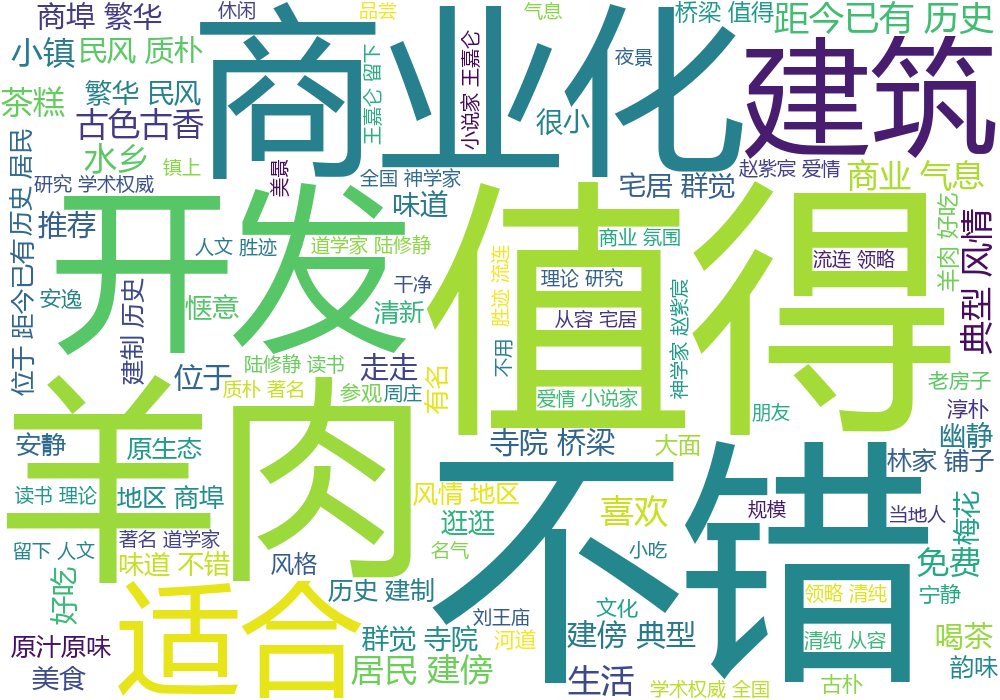 商埠 繁华
休闲
品尝
气息
桥梁 值得
距今已有 历史
商业化
建筑
小镇
民风 质朴
王嘉仑 留下
小说家 王嘉仑
夜景
茶糕
繁华 民风
古色古香
很小
水乡
镇上
美景
全国 神学家
宅居 群觉
赵紫宸 爱情
商业 气息
研究 学术权威
味道
推荐
位于 距今已有历史 居民
开发
值得
人文 胜迹
道学家 陆修静
商业 氛围
流连 领略
羊肉 好吃
典型 风情
胜迹 流连
理论 研究
干净
安逸
建制 历史
惬意
清新
从容 宅居
神学家 赵紫宸
不用
陆修静 读书
走走
位于
质朴 著名
参观
周庄
有名
爱情 小说家
老房子
朋友
淳朴
羊肉
不错
安静
原生态
寺院 桥梁
大面
幽静
林家 铺子
读书 理论
地区 商埠
风情 地区
喜欢
规模
当地人
梅花
著名 道学家
逛逛
留下 人文
味道 不错
风格
名气
小吃
免费
好吃
适合
历史 建制
文化
领略 清纯
宁静
刘王庙
原汁原味
群觉 寺院
河道
建傍 典型
清纯 从容
喝茶
美食
居民 建傍
生活
韵味
学术权威 全国
古朴